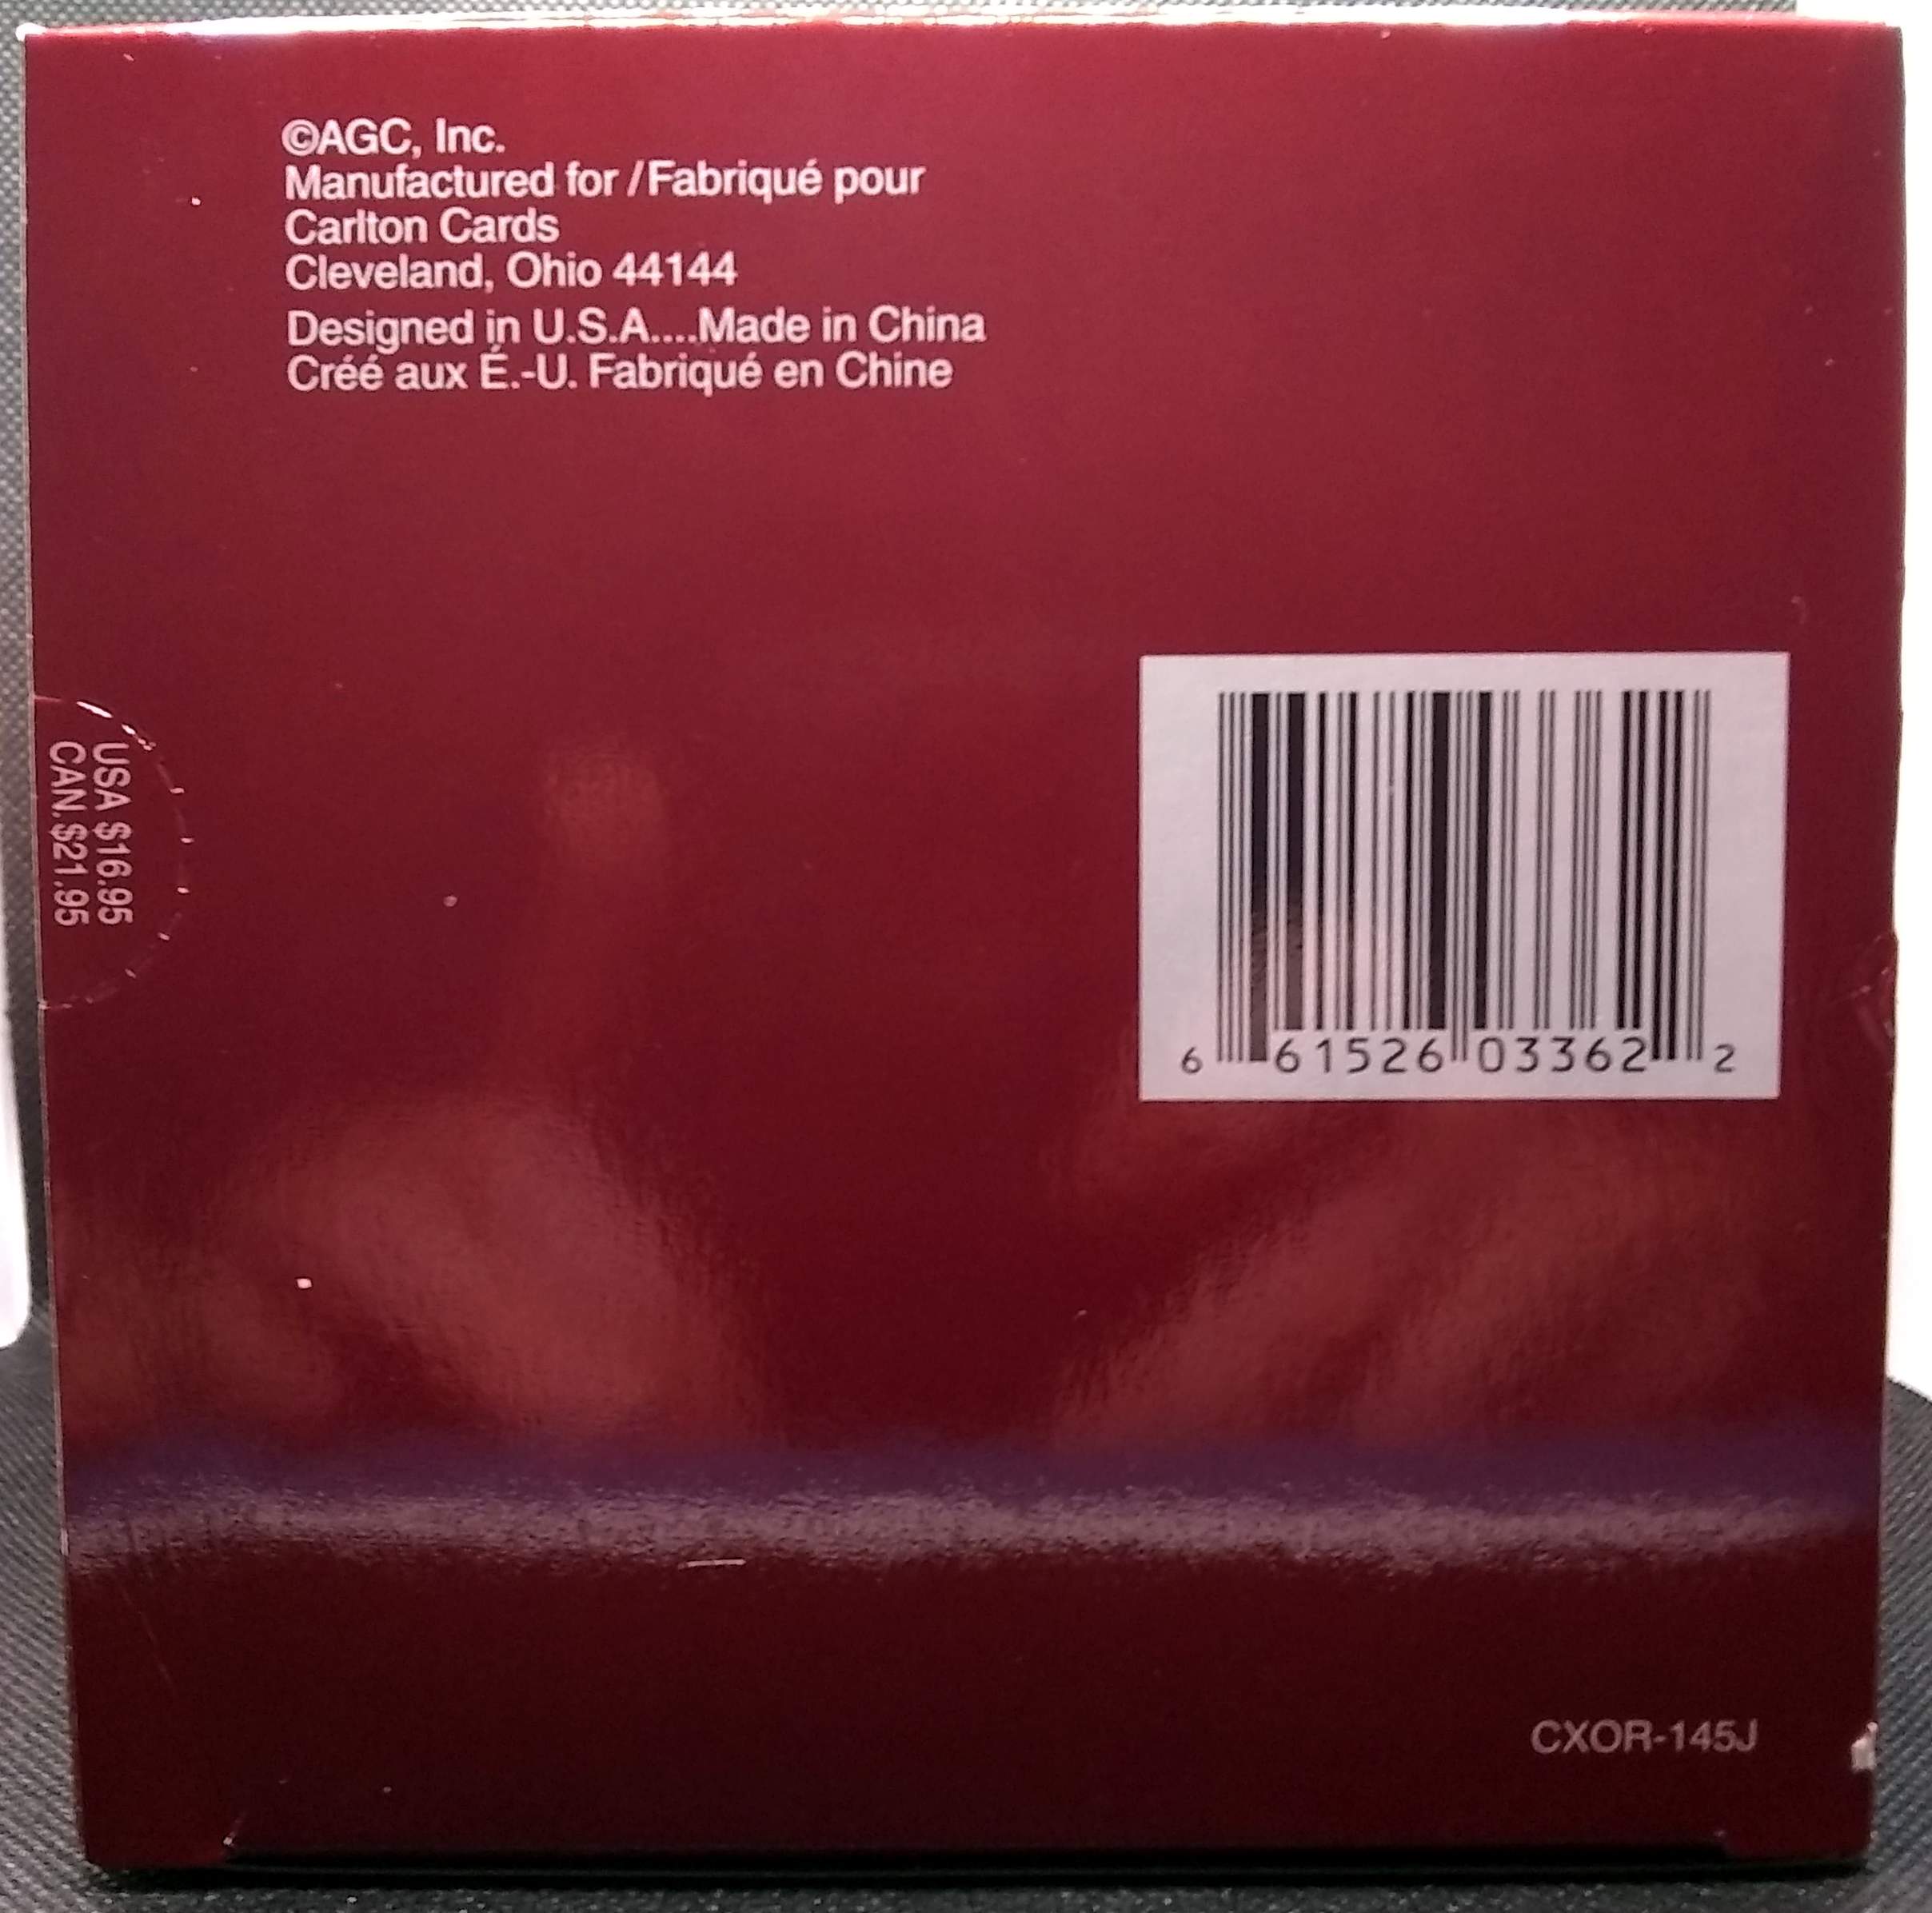 ©AGC, Inc.
Manufactured for / Fabriqué pour
Carlton Cards
Cleveland, Ohio 44144
Designed in U.S.A....Made in China
Créé aux É.-U. Fabriqué en Chine
USA $16.95
CAN. $21.95
6 61526 03362 2
CXOR-145J